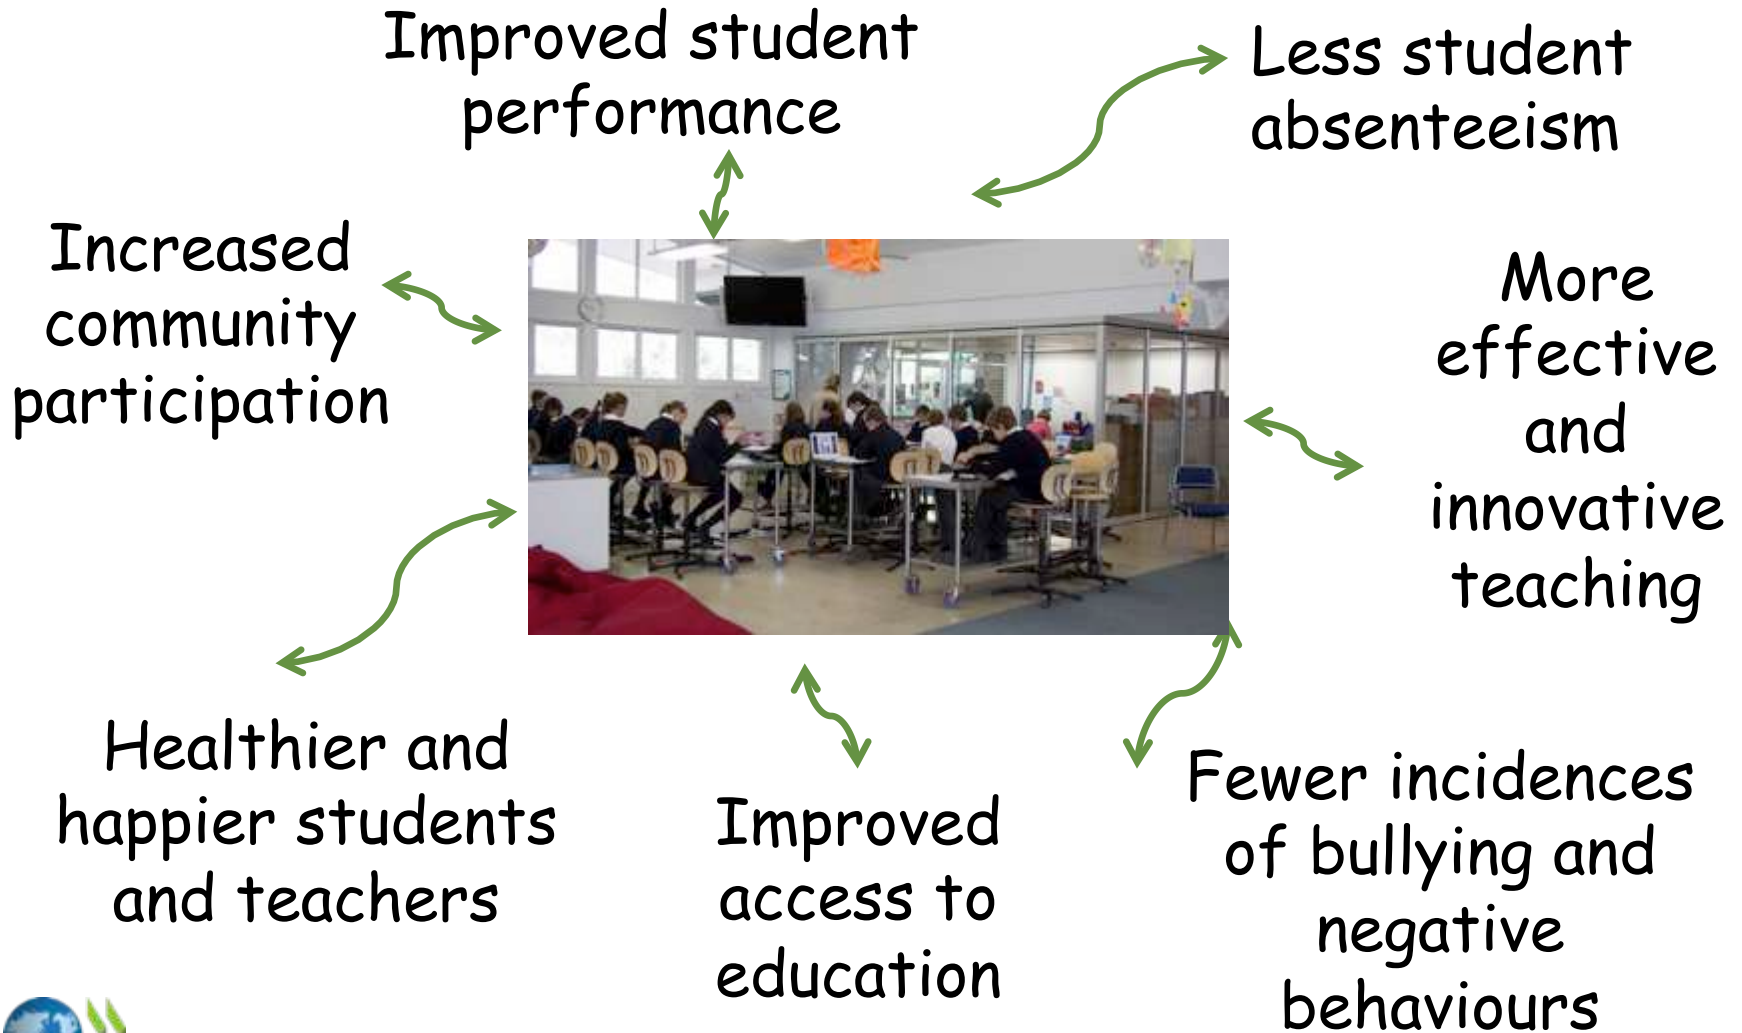 Improved student
performance
Less student
absenteeism
Increased
community
participation
More
effective
and
innovative
teaching
Healthier and
happier students
and teachers
Improved
access to
education
Fewer incidences
of bullying and
negative
behaviours